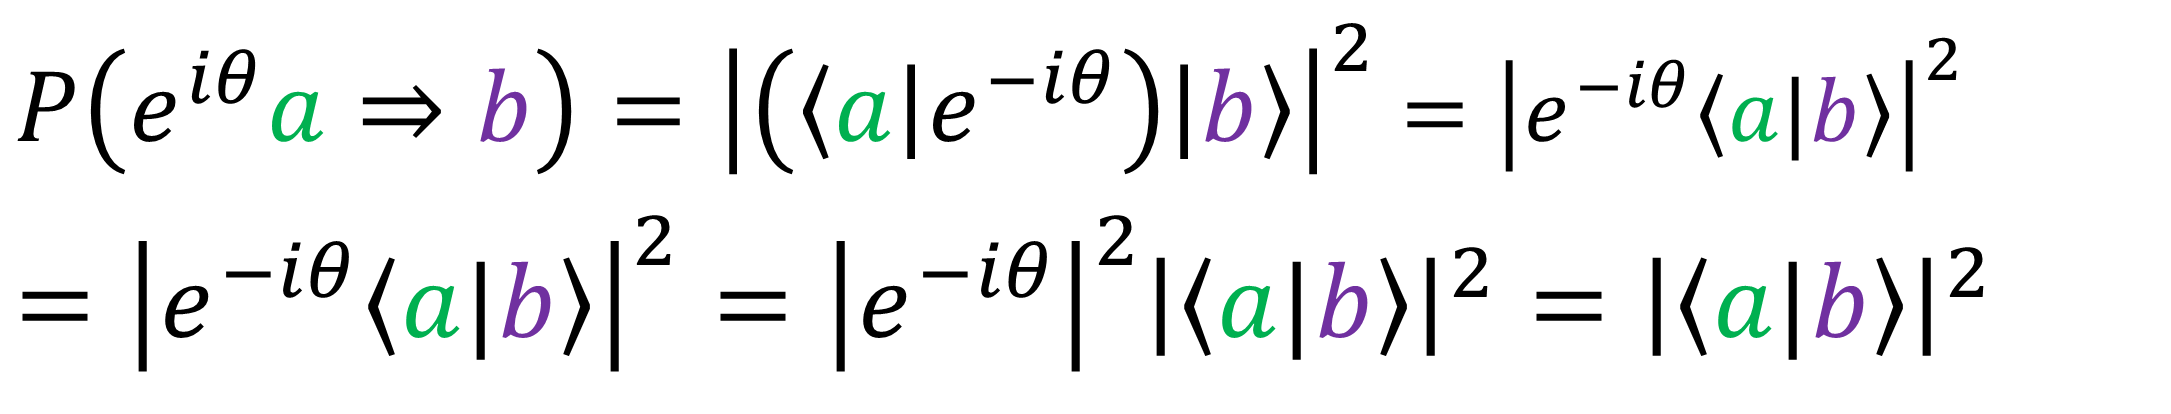 P(e^{iθ}a ⇒ b) = |(⟨a|e^{−iθ})|b⟩|² = |e^{−iθ}⟨a|b⟩|²
= |e^{−iθ}⟨a|b⟩|² = |e^{−iθ}|²|⟨a|b⟩|² = |⟨a|b⟩|²